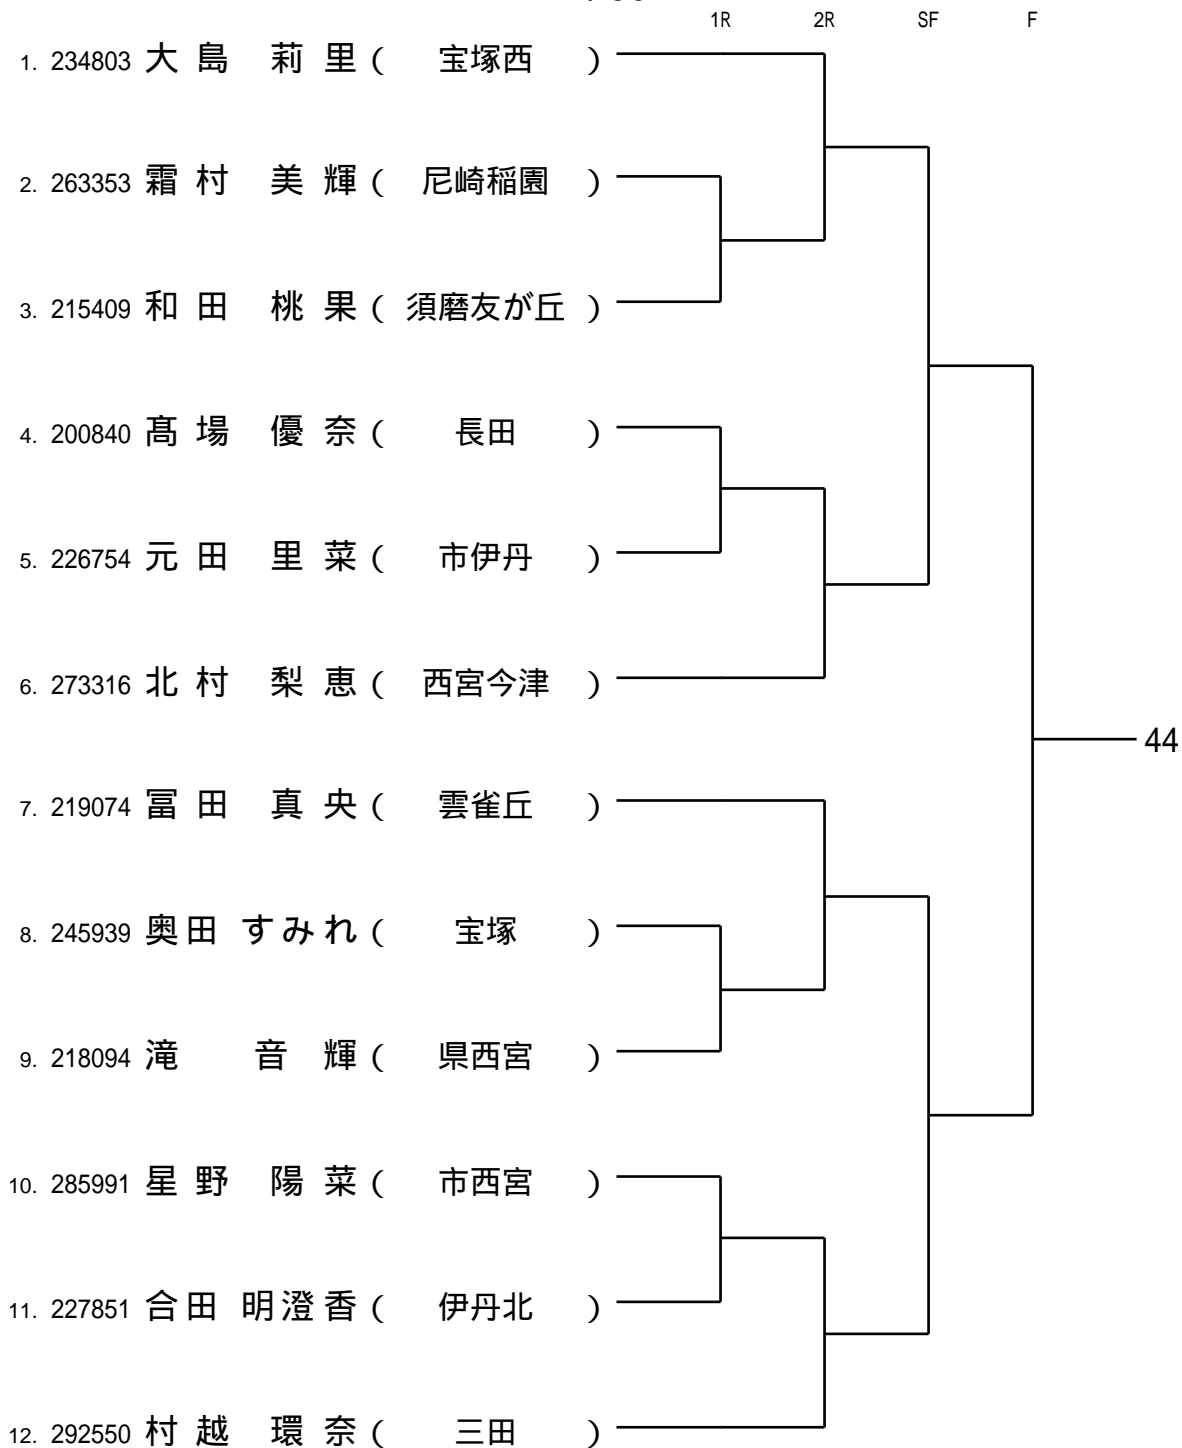 1R 2R SF F
1. 234803 大島 莉里 ( 宝塚西 )
2. 263353 霜村 美輝 ( 尼崎稲園 )
3. 215409 和田 桃果 ( 須磨友が丘 )
4. 200840 髙場 優奈 ( 長田 )
5. 226754 元田 里菜 ( 市伊丹 )
6. 273316 北村 梨恵 ( 西宮今津 )
44
7. 219074 冨田 真央 ( 雲雀丘 )
8. 245939 奥田 すみれ ( 宝塚 )
9. 218094 滝 音輝 ( 県西宮 )
10. 285991 星野 陽菜 ( 市西宮 )
11. 227851 合田 明澄香 ( 伊丹北 )
12. 292550 村越 環奈 ( 三田 )